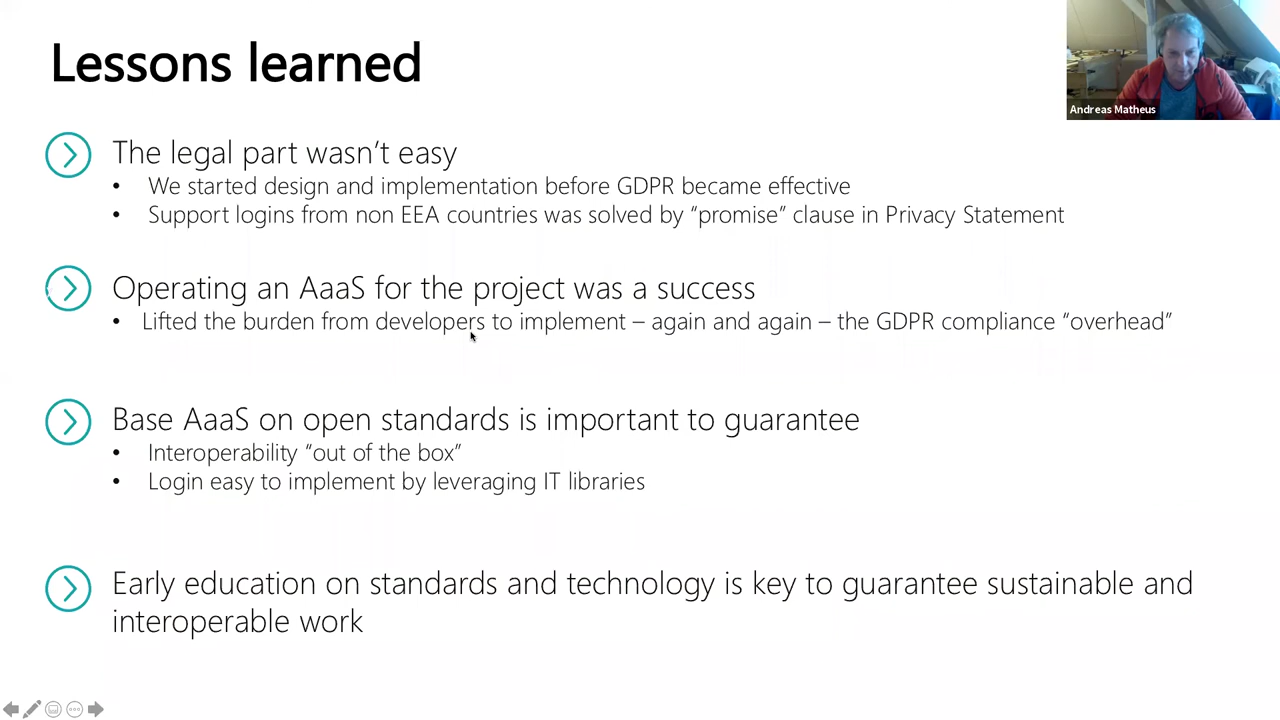 Lessons learned
Andreas Matheus
The legal part wasn't easy
• We started design and implementation before GDPR became effective
• Support logins from non EEA countries was solved by “promise” clause in Privacy Statement
Operating an AaaS for the project was a success
• Lifted the burden from developers to implement – again and again – the GDPR compliance “overhead”
Base AaaS on open standards is important to guarantee
• Interoperability “out of the box”
• Login easy to implement by leveraging IT libraries
Early education on standards and technology is key to guarantee sustainable and
interoperable work